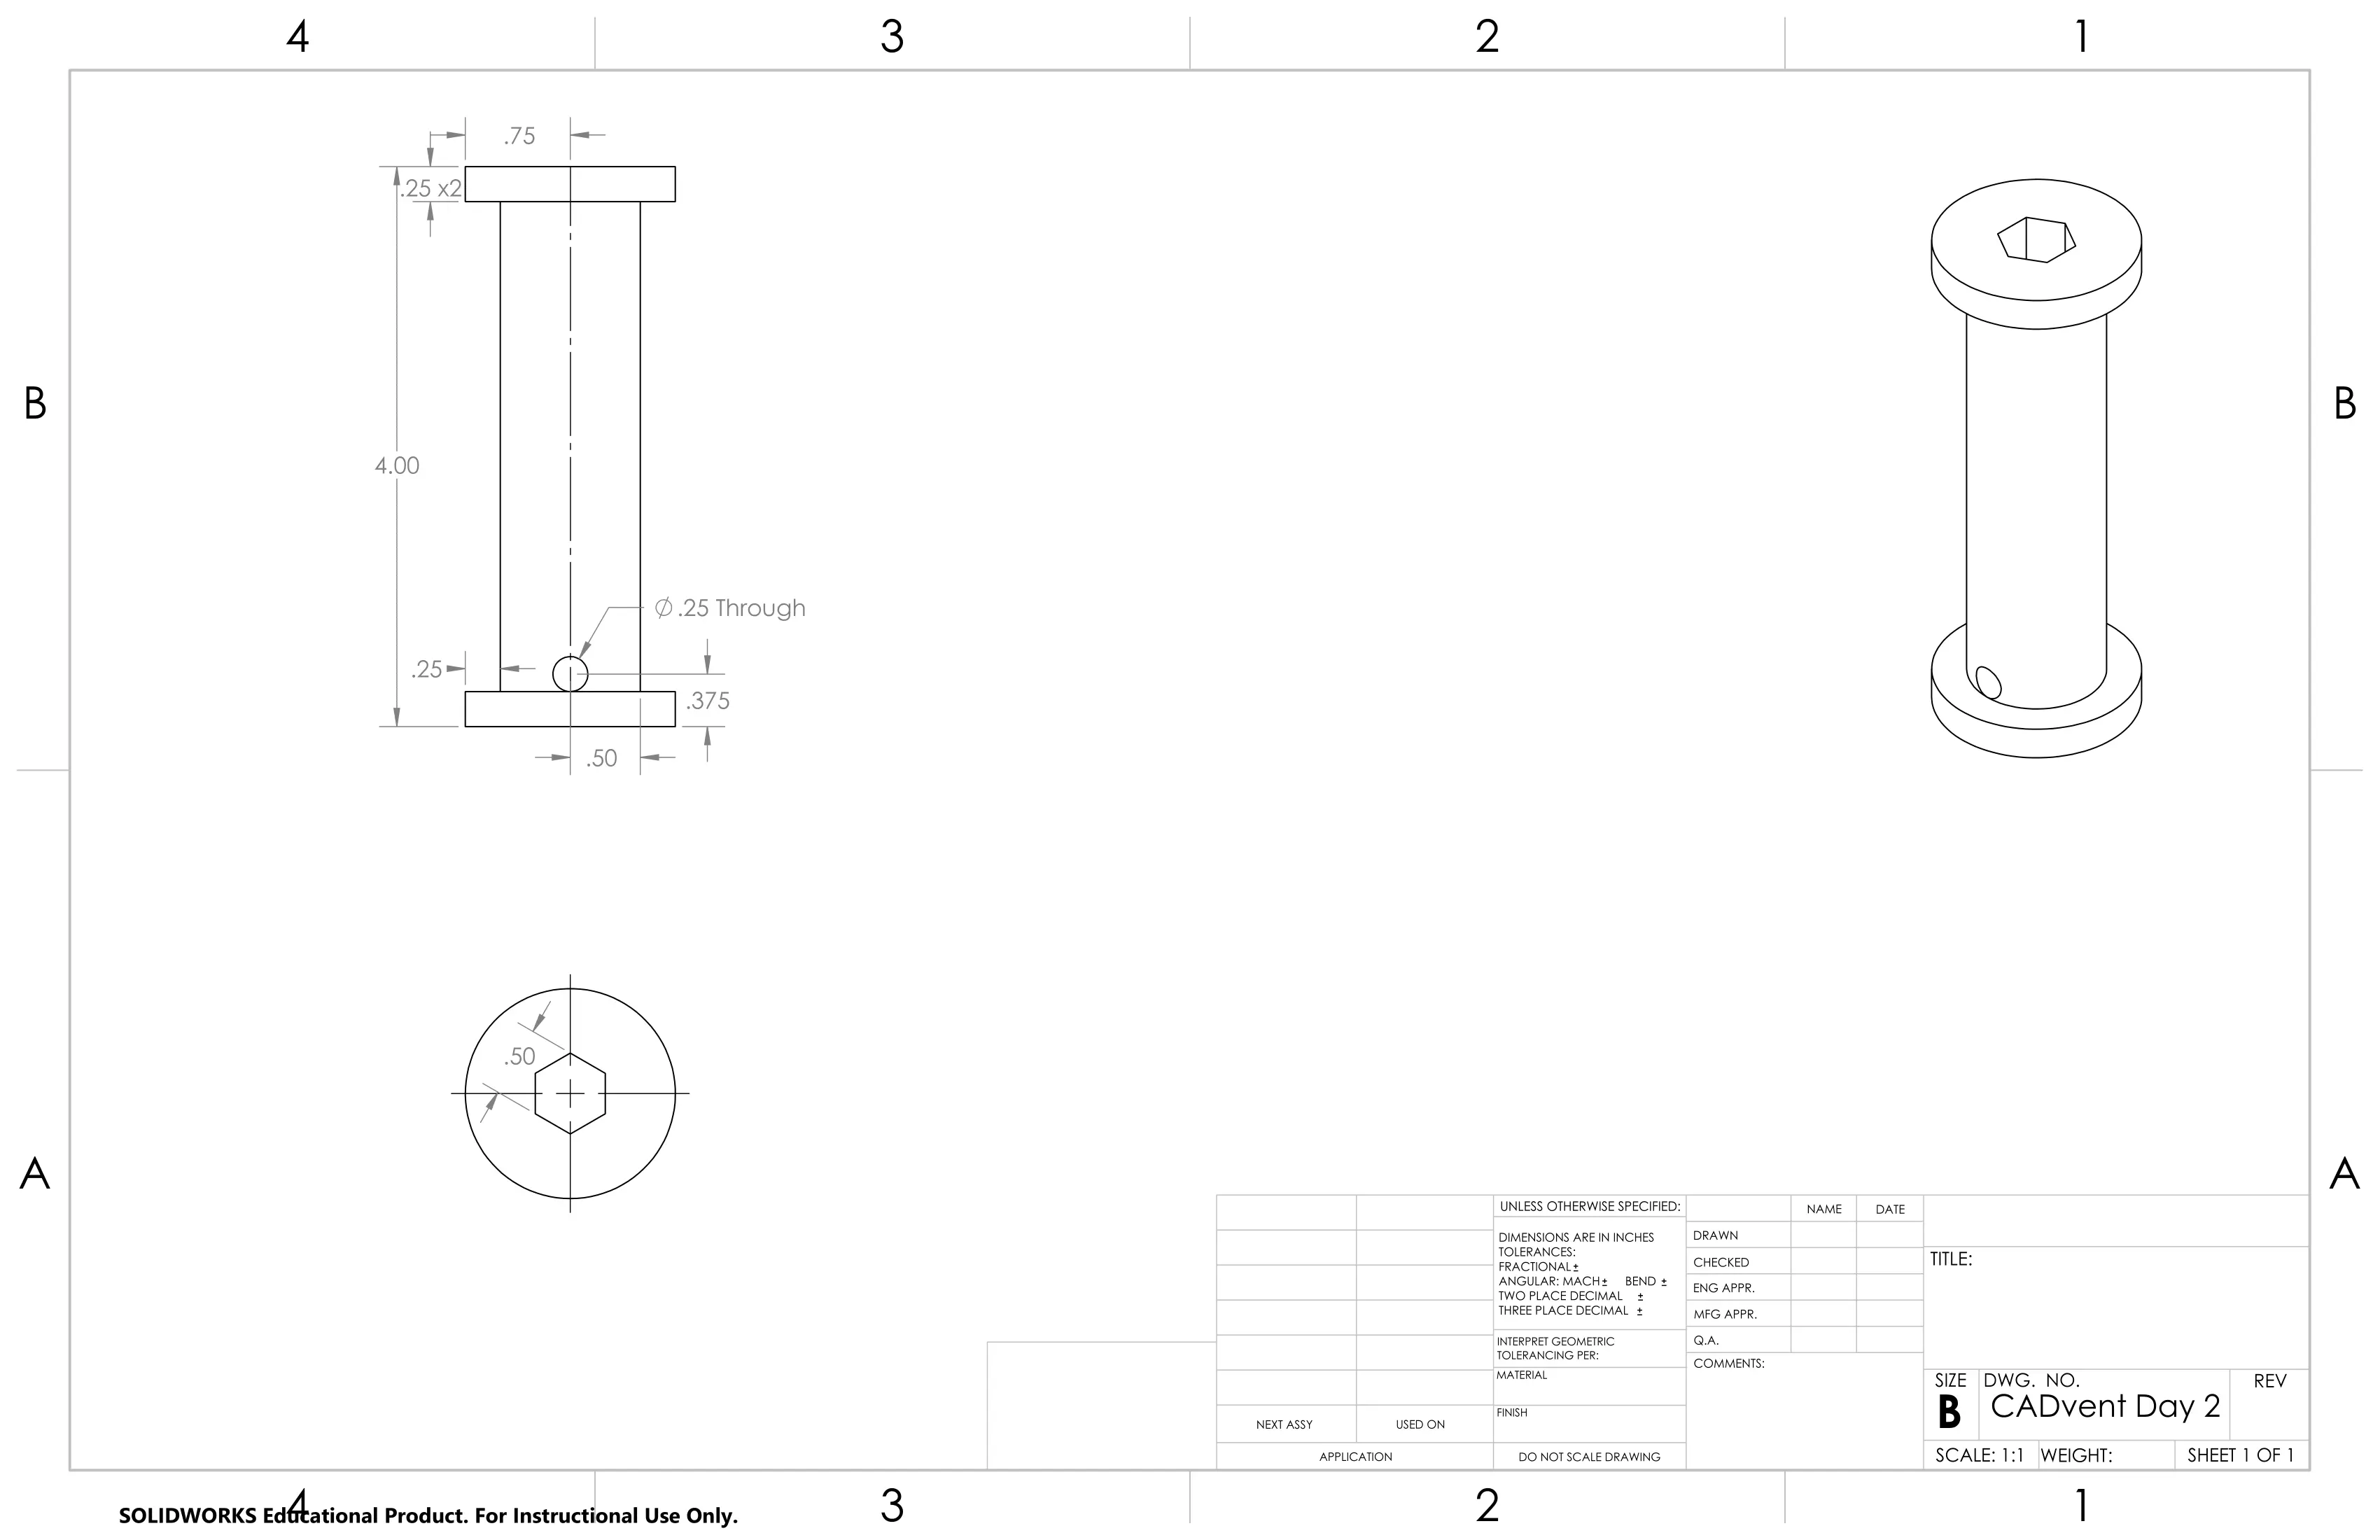 4 3 2 1
.75
.25 x2
B B
4.00
⌀.25 Through
.25
.375
.50
.50
A A
UNLESS OTHERWISE SPECIFIED:
DIMENSIONS ARE IN INCHES
TOLERANCES:
FRACTIONAL±
ANGULAR: MACH± BEND ±
TWO PLACE DECIMAL ±
THREE PLACE DECIMAL ±
INTERPRET GEOMETRIC
TOLERANCING PER:
MATERIAL
FINISH
NEXT ASSY USED ON
APPLICATION DO NOT SCALE DRAWING
NAME DATE
DRAWN
CHECKED
ENG APPR.
MFG APPR.
Q.A.
COMMENTS:
TITLE:
SIZE DWG. NO. REV
B CADvent Day 2
SCALE: 1:1 WEIGHT: SHEET 1 OF 1
4 3 2 1
SOLIDWORKS Educational Product. For Instructional Use Only.